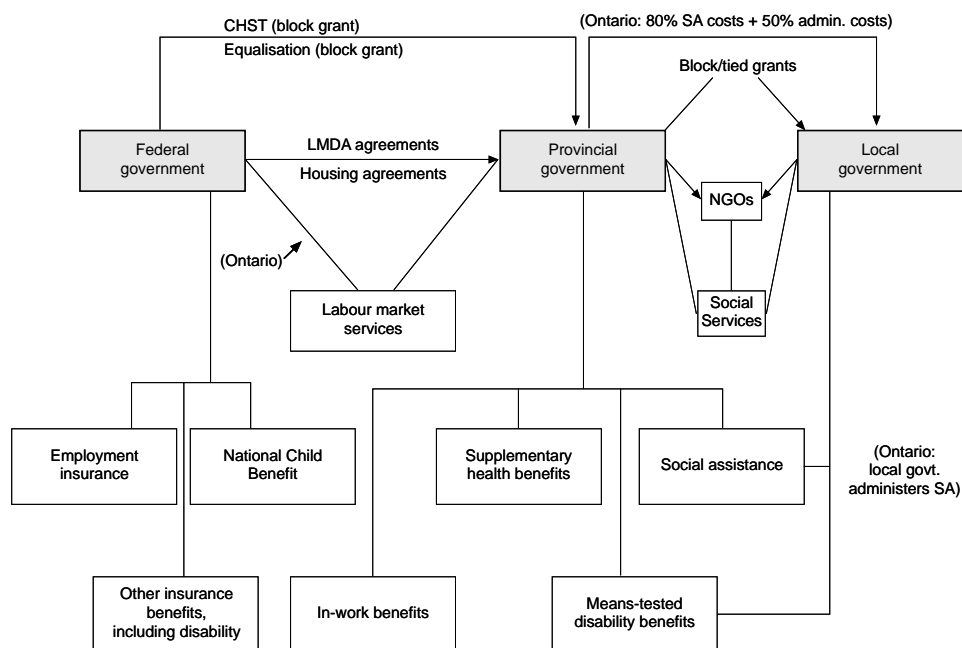 CHST (block grant)
Equalisation (block grant)
(Ontario: 80% SA costs + 50% admin. costs)
Block/tied grants
Federal
government
LMDA agreements
Housing agreements
Provincial
government
Local
government
NGOs
(Ontario)
Labour market
services
Social
Services
Employment
insurance
National Child
Benefit
Supplementary
health benefits
Social assistance
(Ontario:
local govt.
administers SA)
Other insurance
benefits,
including disability
In-work benefits
Means-tested
disability benefits